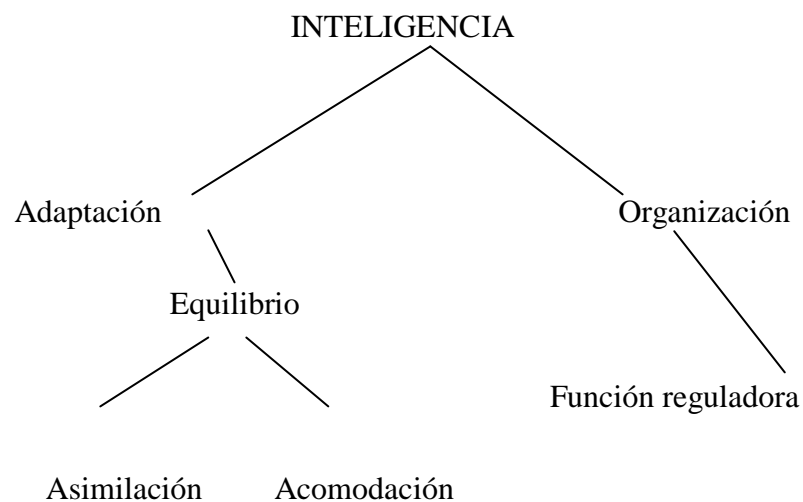 INTELIGENCIA
Adaptación Organización
Equilibrio
Función reguladora
Asimilación Acomodación